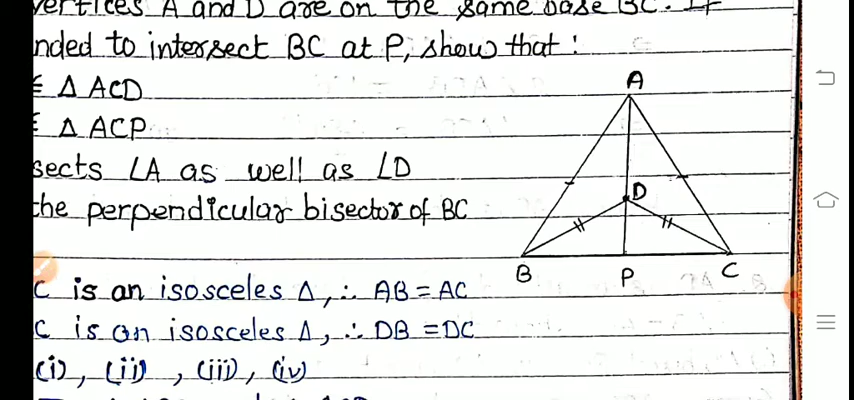 vertices A and D are on the same base BC. If
nded to intersect BC at P, show that :
≅ Δ ACD
≅ Δ ACP
sects ∠A as well as ∠D
the perpendicular bisector of BC
A
D
B
P
C
C is an isosceles Δ, ∴ AB = AC
C is an isosceles Δ, ∴ DB = DC
(i), (ii) , (iii), (iv)